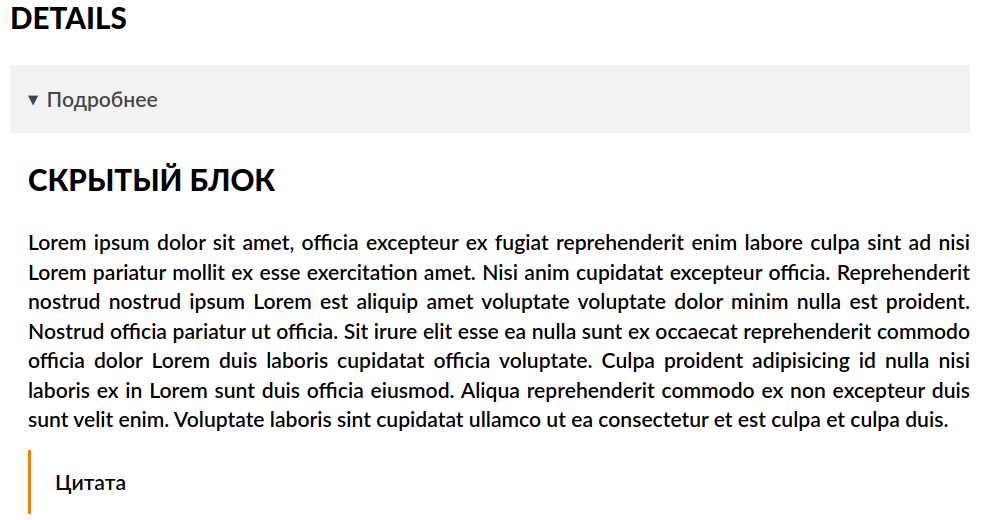 DETAILS
▼ Подробнее
СКРЫТЫЙ БЛОК
Lorem ipsum dolor sit amet, officia excepteur ex fugiat reprehenderit enim labore culpa sint ad nisi
Lorem pariatur mollit ex esse exercitation amet. Nisi anim cupidatat excepteur officia. Reprehenderit
nostrud nostrud ipsum Lorem est aliquip amet voluptate voluptate dolor minim nulla est proident.
Nostrud officia pariatur ut officia. Sit irure elit esse ea nulla sunt ex occaecat reprehenderit commodo
officia dolor Lorem duis laboris cupidatat officia voluptate. Culpa proident adipisicing id nulla nisi
laboris ex in Lorem sunt duis officia eiusmod. Aliqua reprehenderit commodo ex non excepteur duis
sunt velit enim. Voluptate laboris sint cupidatat ullamco ut ea consectetur et est culpa et culpa duis.
Цитата